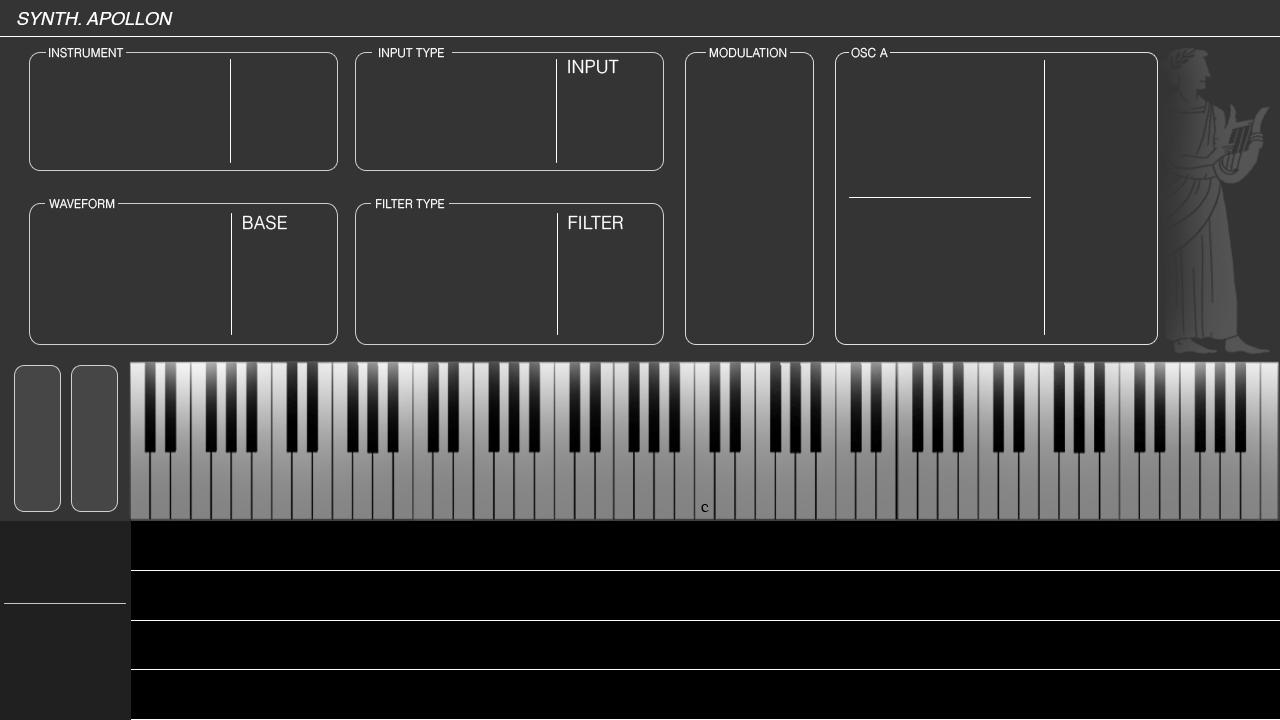 SYNTH. APOLLON
INSTRUMENT
INPUT TYPE
INPUT
MODULATION
OSC A
WAVEFORM
BASE
FILTER TYPE
FILTER
c